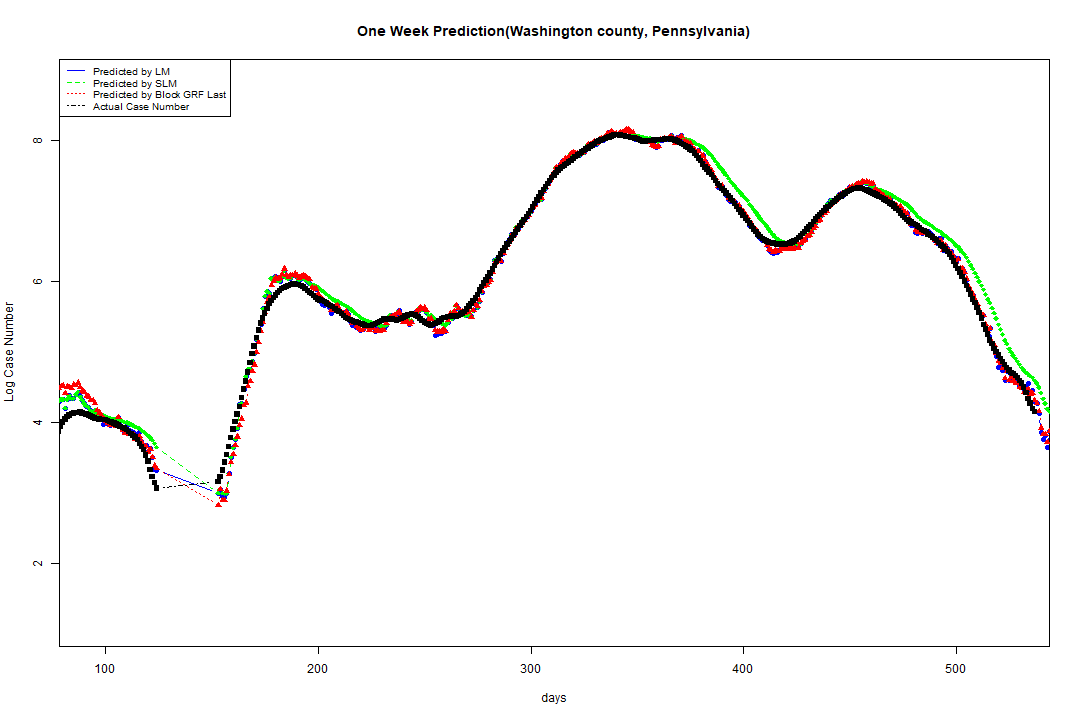 One Week Prediction(Washington county, Pennsylvania)
Predicted by LM
Predicted by SLM
Predicted by Block GRF Last
Actual Case Number
8
6
4
2
Log Case Number
100 200 300 400 500
days